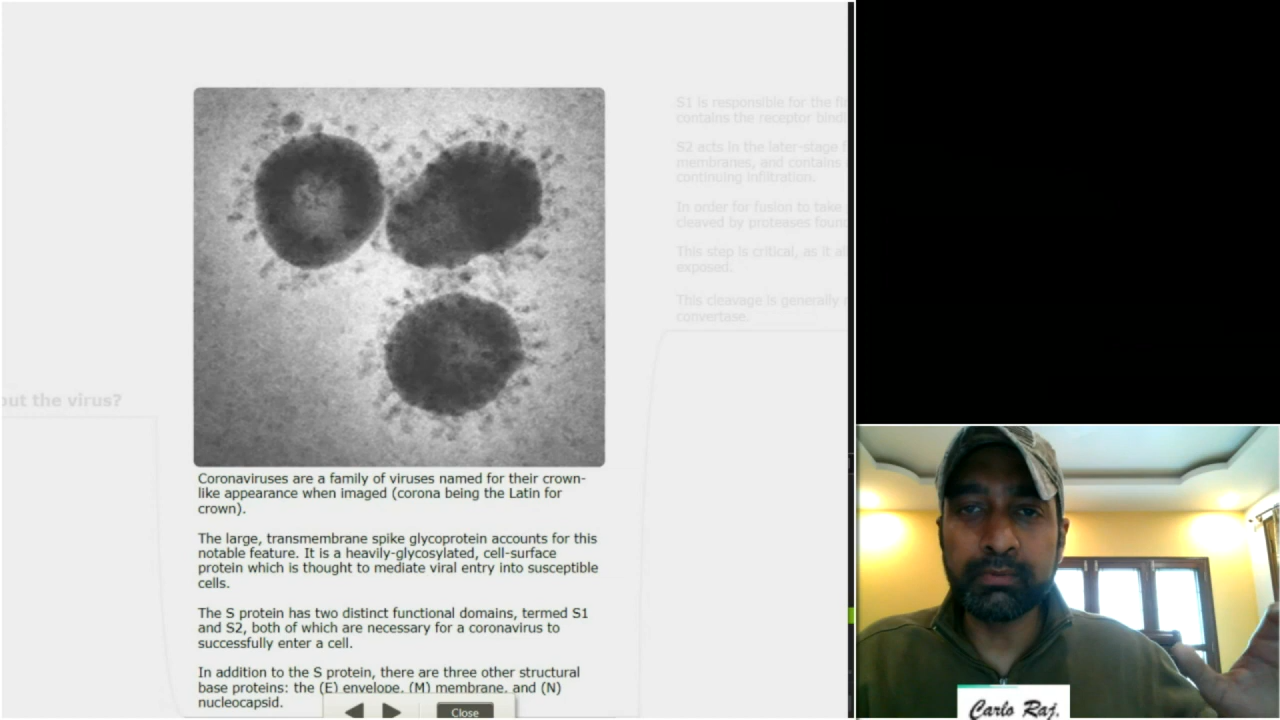 Coronaviruses are a family of viruses named for their crown-
like appearance when imaged (corona being the Latin for
crown).
The large, transmembrane spike glycoprotein accounts for this
notable feature. It is a heavily-glycosylated, cell-surface
protein which is thought to mediate viral entry into susceptible
cells.
The S protein has two distinct functional domains, termed S1
and S2, both of which are necessary for a coronavirus to
successfully enter a cell.
In addition to the S protein, there are three other structural
base proteins: the (E) envelope, (M) membrane, and (N)
nucleocapsid.
Close
out the virus?
S1 is responsible for the
contains the receptor
S2 acts in the later-stage
membranes, and contains
continuing infiltration.
In order for fusion to take
cleaved by proteases
This step is critical, as it
exposed.
This cleavage is generally
convertase.
Carlo Raj.